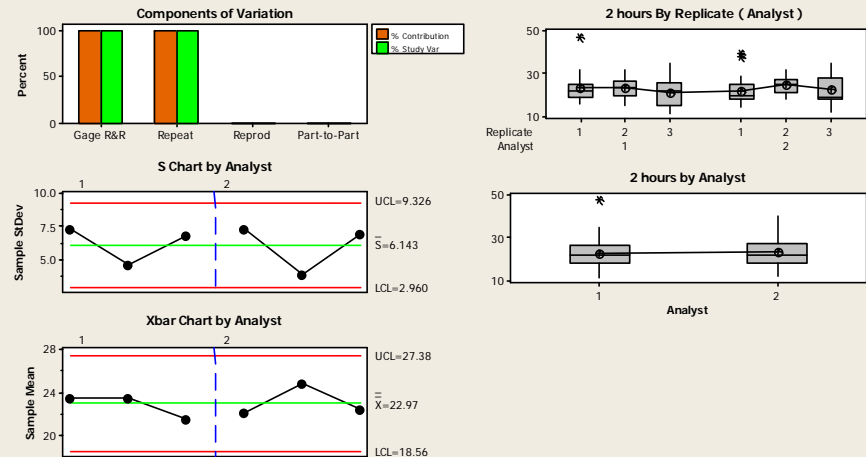 Components of Variation
100
50
0
Percent
Gage R&R Repeat Reprod Part-to-Part
% Contribution
% Study Var
S Chart by Analyst
1 2
10.0
7.5
5.0
Sample StDev
UCL=9.326
S=6.143
LCL=2.960
Xbar Chart by Analyst
1 2
28
24
20
Sample Mean
UCL=27.38
X=22.97
LCL=18.56
2 hours By Replicate ( Analyst )
50
30
10
Replicate 1 2 3 1 2 3
Analyst 1 2
2 hours by Analyst
50
30
10
1 2
Analyst